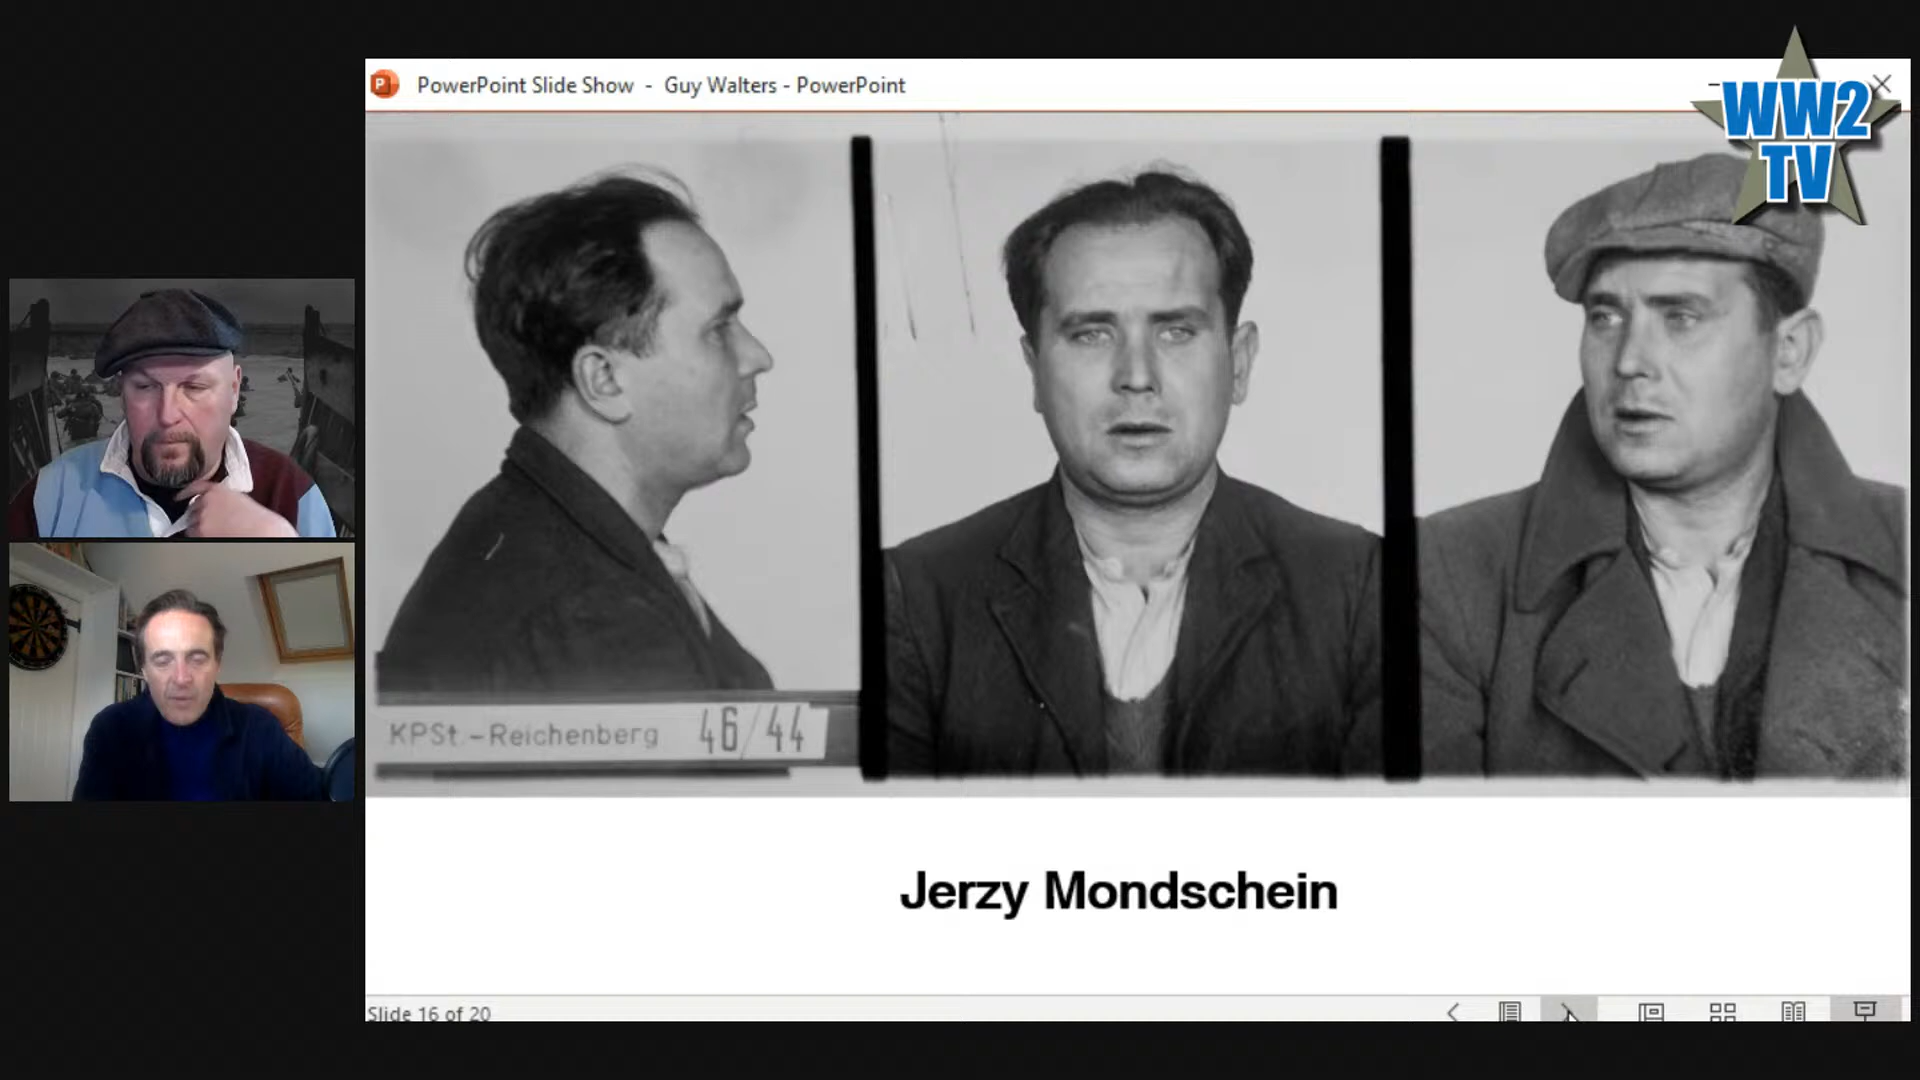 PowerPoint Slide Show - Guy Walters - PowerPoint
WW2
TV
KPSt.-Reichenberg 46/44
Jerzy Mondschein
Slide 16 of 20